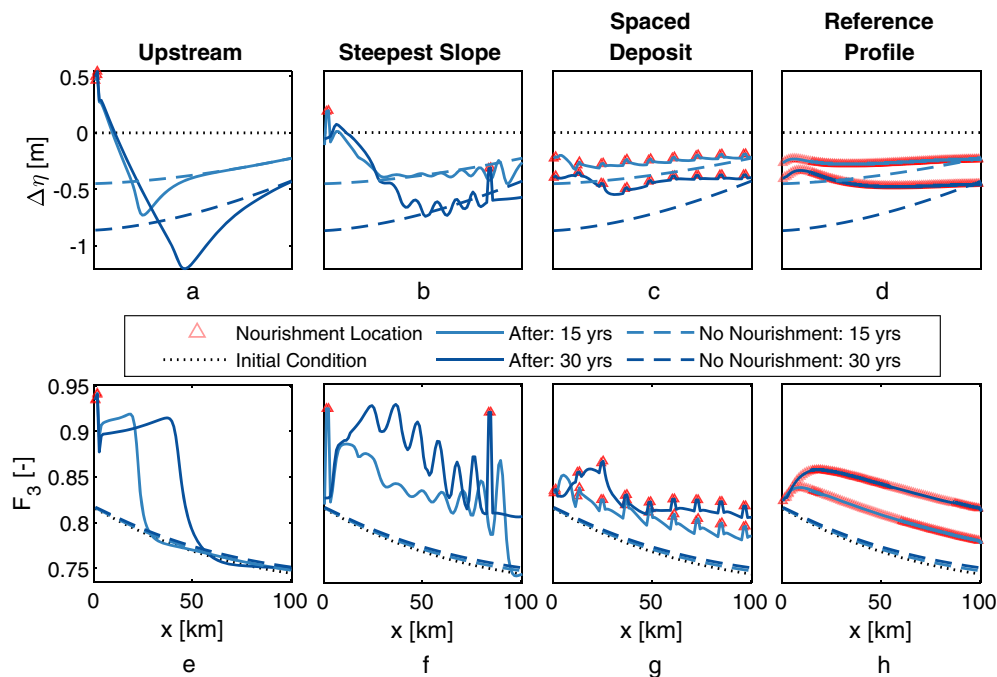 Upstream
Steepest Slope
Spaced
Deposit
Reference
Profile
Δη [m]
0.5
0
-0.5
-1
a
b
c
d
Nourishment Location
After: 15 yrs
No Nourishment: 15 yrs
Initial Condition
After: 30 yrs
No Nourishment: 30 yrs
F3 [-]
0.95
0.9
0.85
0.8
0.75
0 50 100
0 50 100
0 50 100
0 50 100
x [km]
x [km]
x [km]
x [km]
e
f
g
h